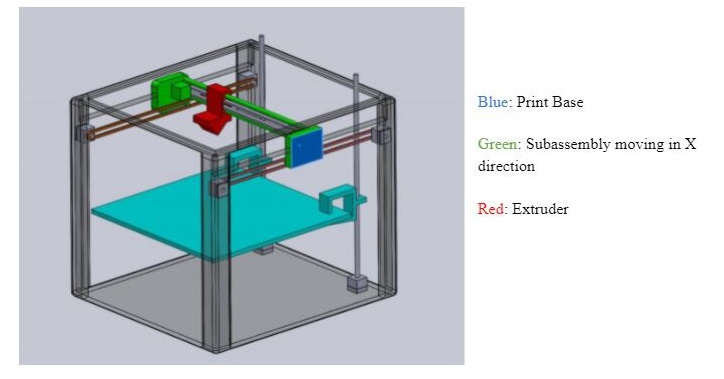 Blue: Print Base
Green: Subassembly moving in X
direction
Red: Extruder